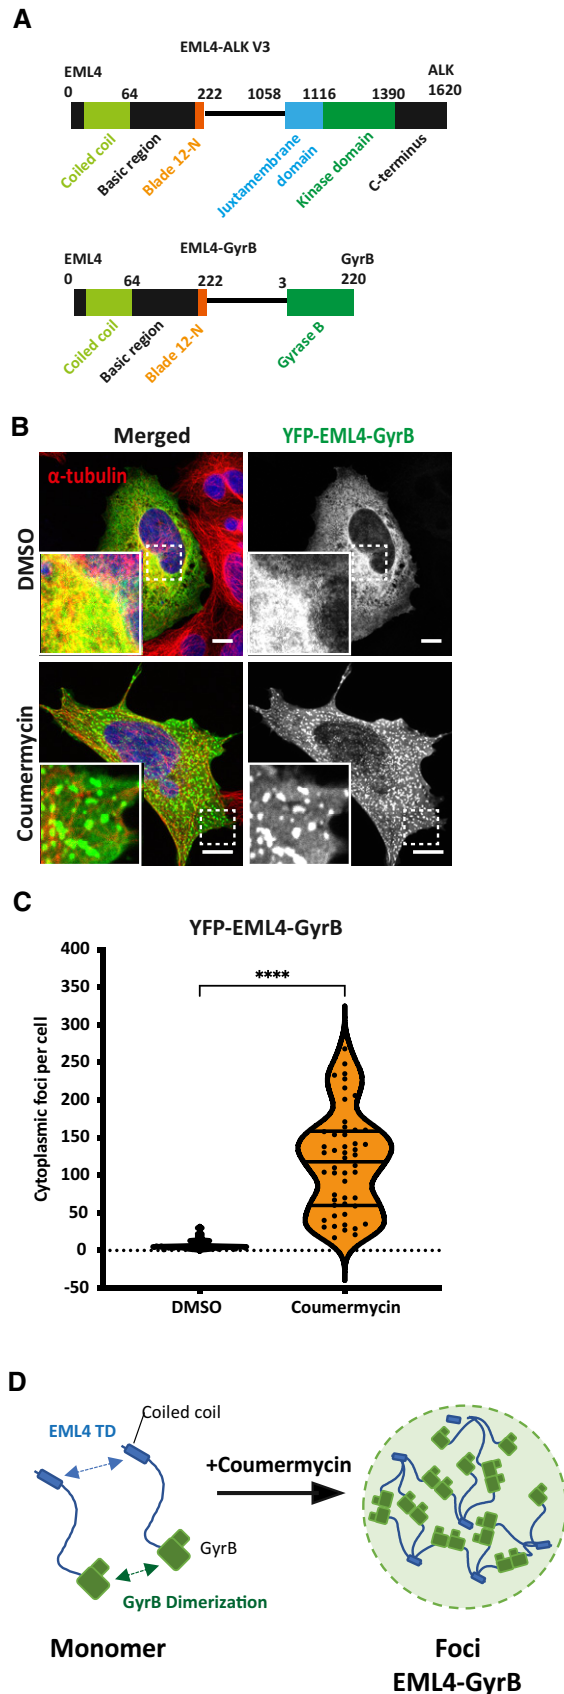 A
EML4-ALK V3
EML4
ALK
0 64 222 1058 1116 1390 1620
Coiled coil
Basic region
Blade 12-N
Juxtamembrane
domain
Kinase domain
C-terminus
EML4-GyrB
EML4
GyrB
0 64 222 3 220
Coiled coil
Basic region
Blade 12-N
Gyrase B
B
Merged YFP-EML4-GyrB
α-tubulin
DMSO
Coumermycin
C
YFP-EML4-GyrB
Cytoplasmic foci per cell
400
350
300
250
200
150
100
50
0
-50
****
DMSO Coumermycin
D
Coiled coil
EML4 TD
+Coumermycin
GyrB
GyrB Dimerization
Monomer
Foci
EML4-GyrB